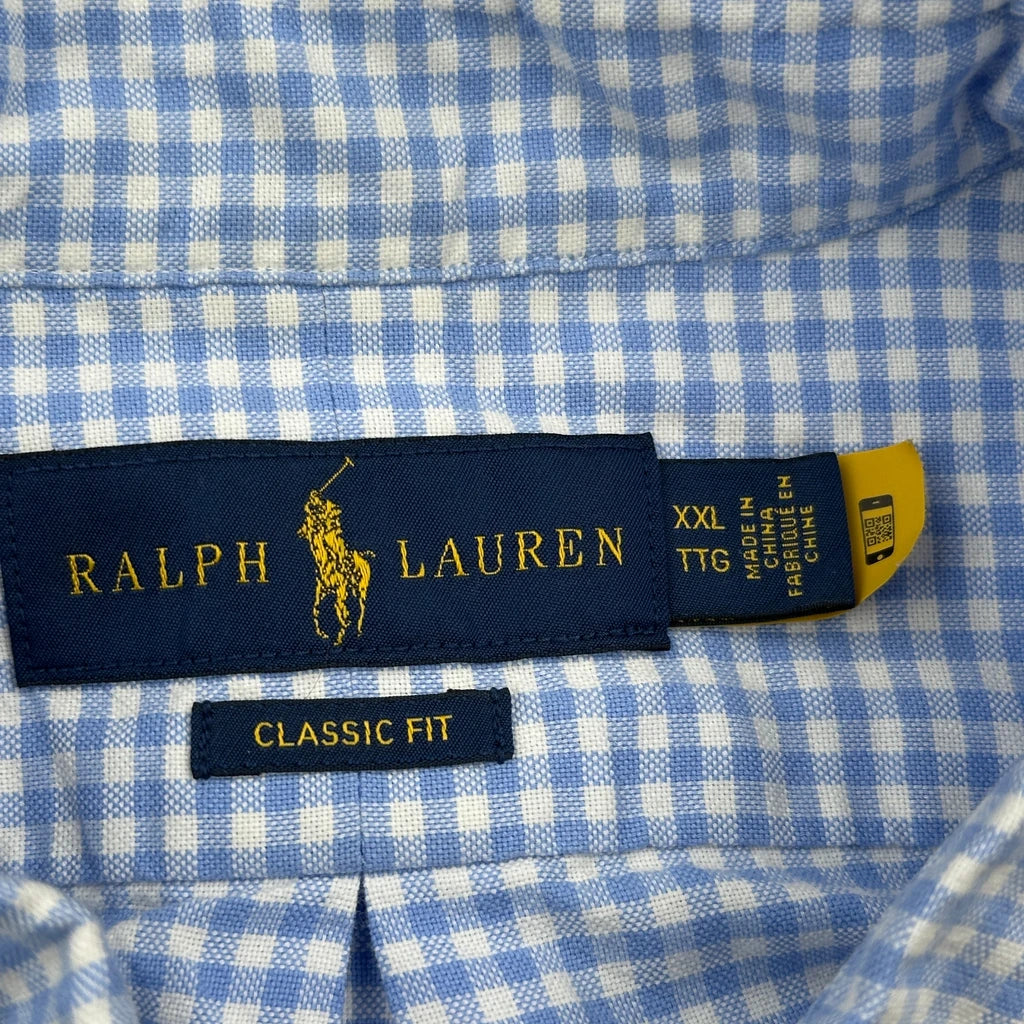 RALPH LAUREN
XXL
TTG
MADE IN
CHINA
FABRIQUÉ EN
CHINE
CLASSIC FIT